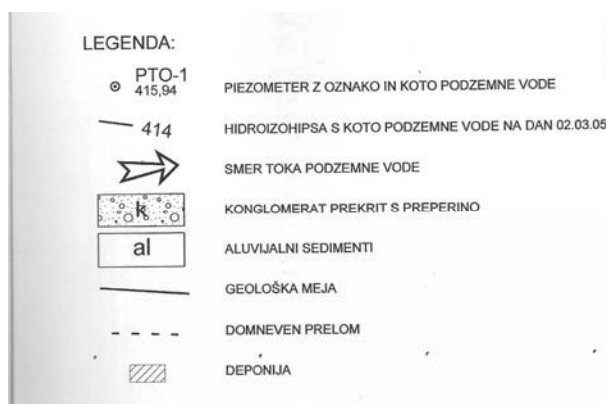 LEGENDA:
PTO-1
415,94
PIEZOMETER Z OZNAKO IN KOTO PODZEMNE VODE
414
HIDROIZOHIPSA S KOTO PODZEMNE VODE NA DAN 02.03.05
SMER TOKA PODZEMNE VODE
k
KONGLOMERAT PREKRIT S PREPERINO
al
ALUVIJALNI SEDIMENTI
GEOLOŠKA MEJA
DOMNEVEN PRELOM
DEPONIJA